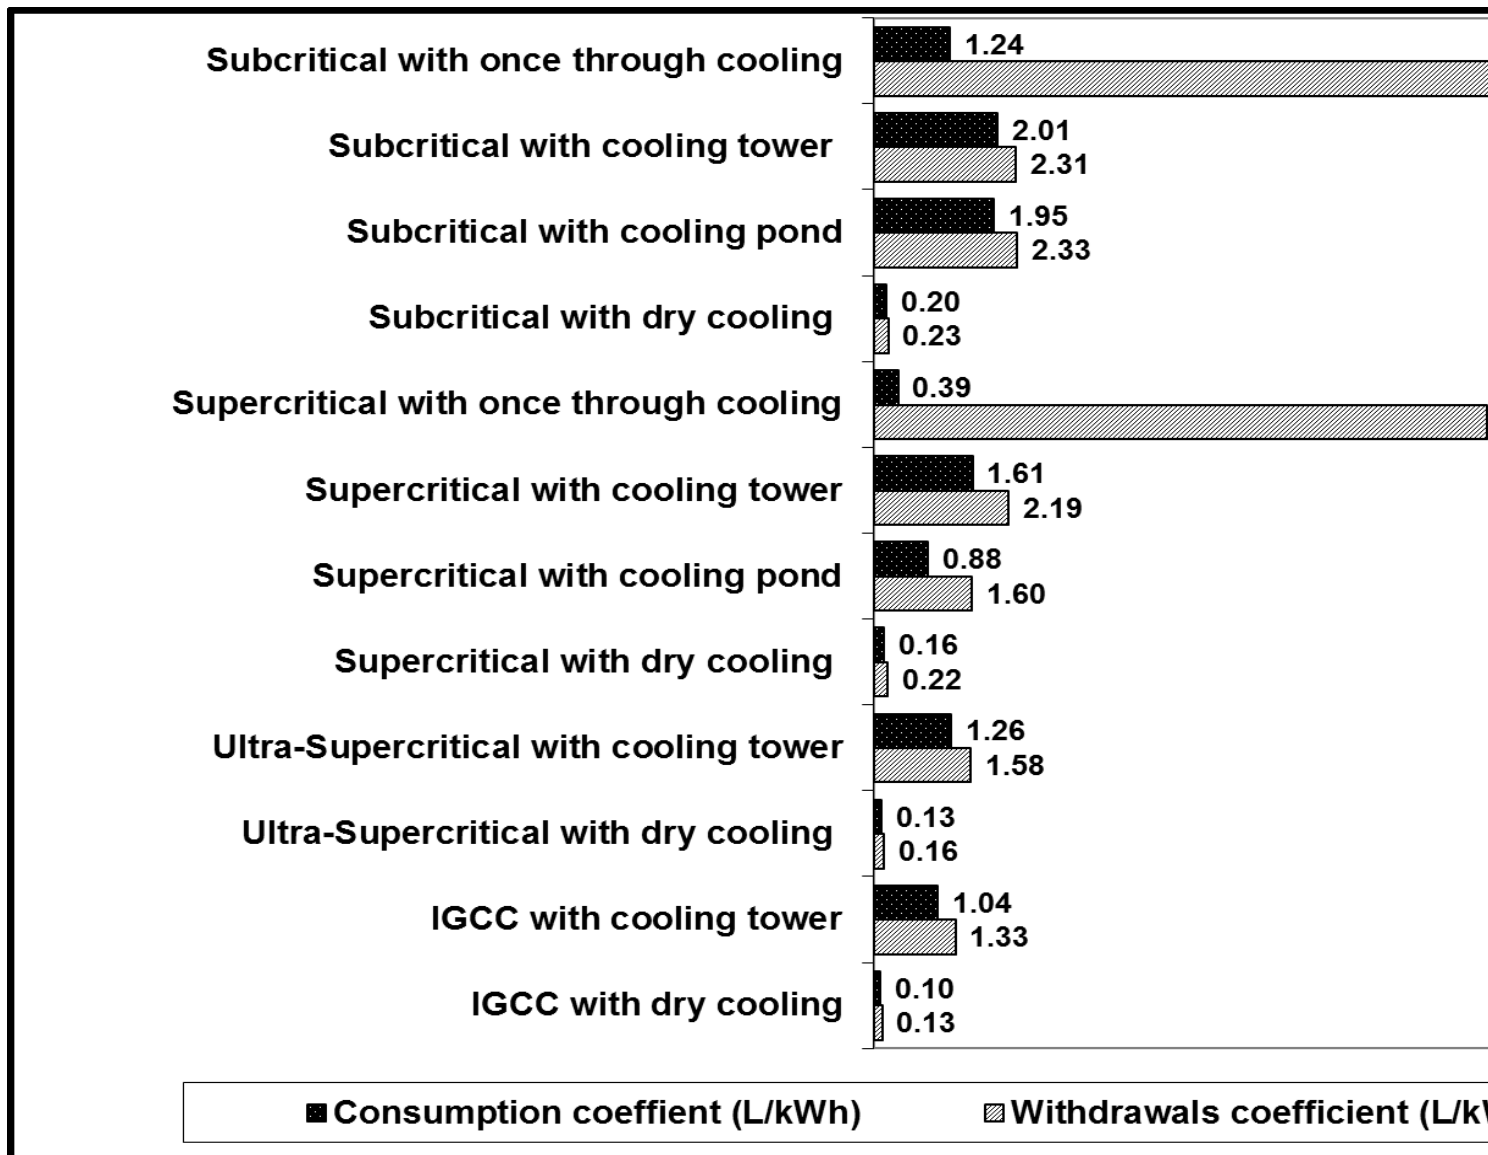 Subcritical with once through cooling
1.24
Subcritical with cooling tower
2.01
2.31
Subcritical with cooling pond
1.95
2.33
Subcritical with dry cooling
0.20
0.23
Supercritical with once through cooling
0.39
Supercritical with cooling tower
1.61
2.19
Supercritical with cooling pond
0.88
1.60
Supercritical with dry cooling
0.16
0.22
Ultra-Supercritical with cooling tower
1.26
1.58
Ultra-Supercritical with dry cooling
0.13
0.16
IGCC with cooling tower
1.04
1.33
IGCC with dry cooling
0.10
0.13
Consumption coeffient (L/kWh) Withdrawals coefficient (L/k